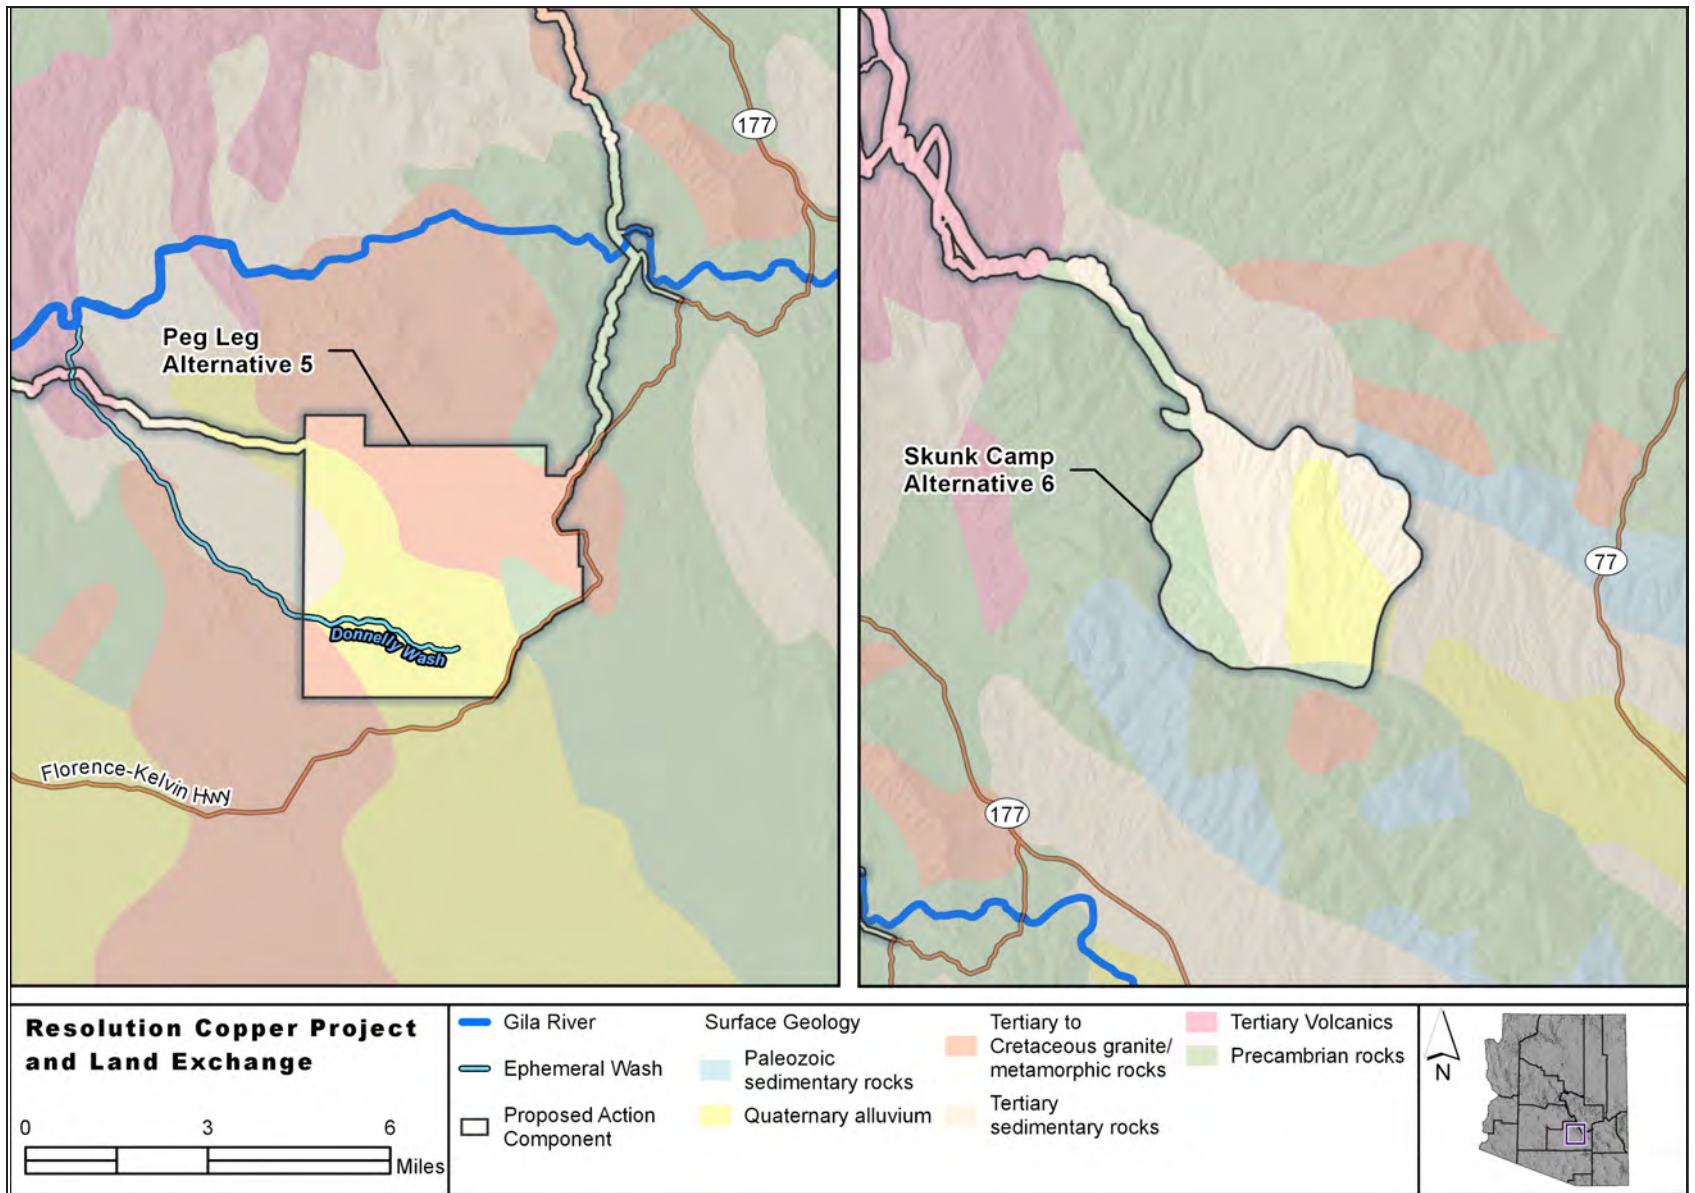 177
Peg Leg
Alternative 5
Donnelly Wash
Florence-Kelvin Hwy
Skunk Camp
Alternative 6
77
177
Resolution Copper Project
and Land Exchange
0 3 6
Miles
Gila River
Ephemeral Wash
Proposed Action
Component
Surface Geology
Paleozoic
sedimentary rocks
Quaternary alluvium
Tertiary to
Cretaceous granite/
metamorphic rocks
Tertiary
sedimentary rocks
Tertiary Volcanics
Precambrian rocks
N